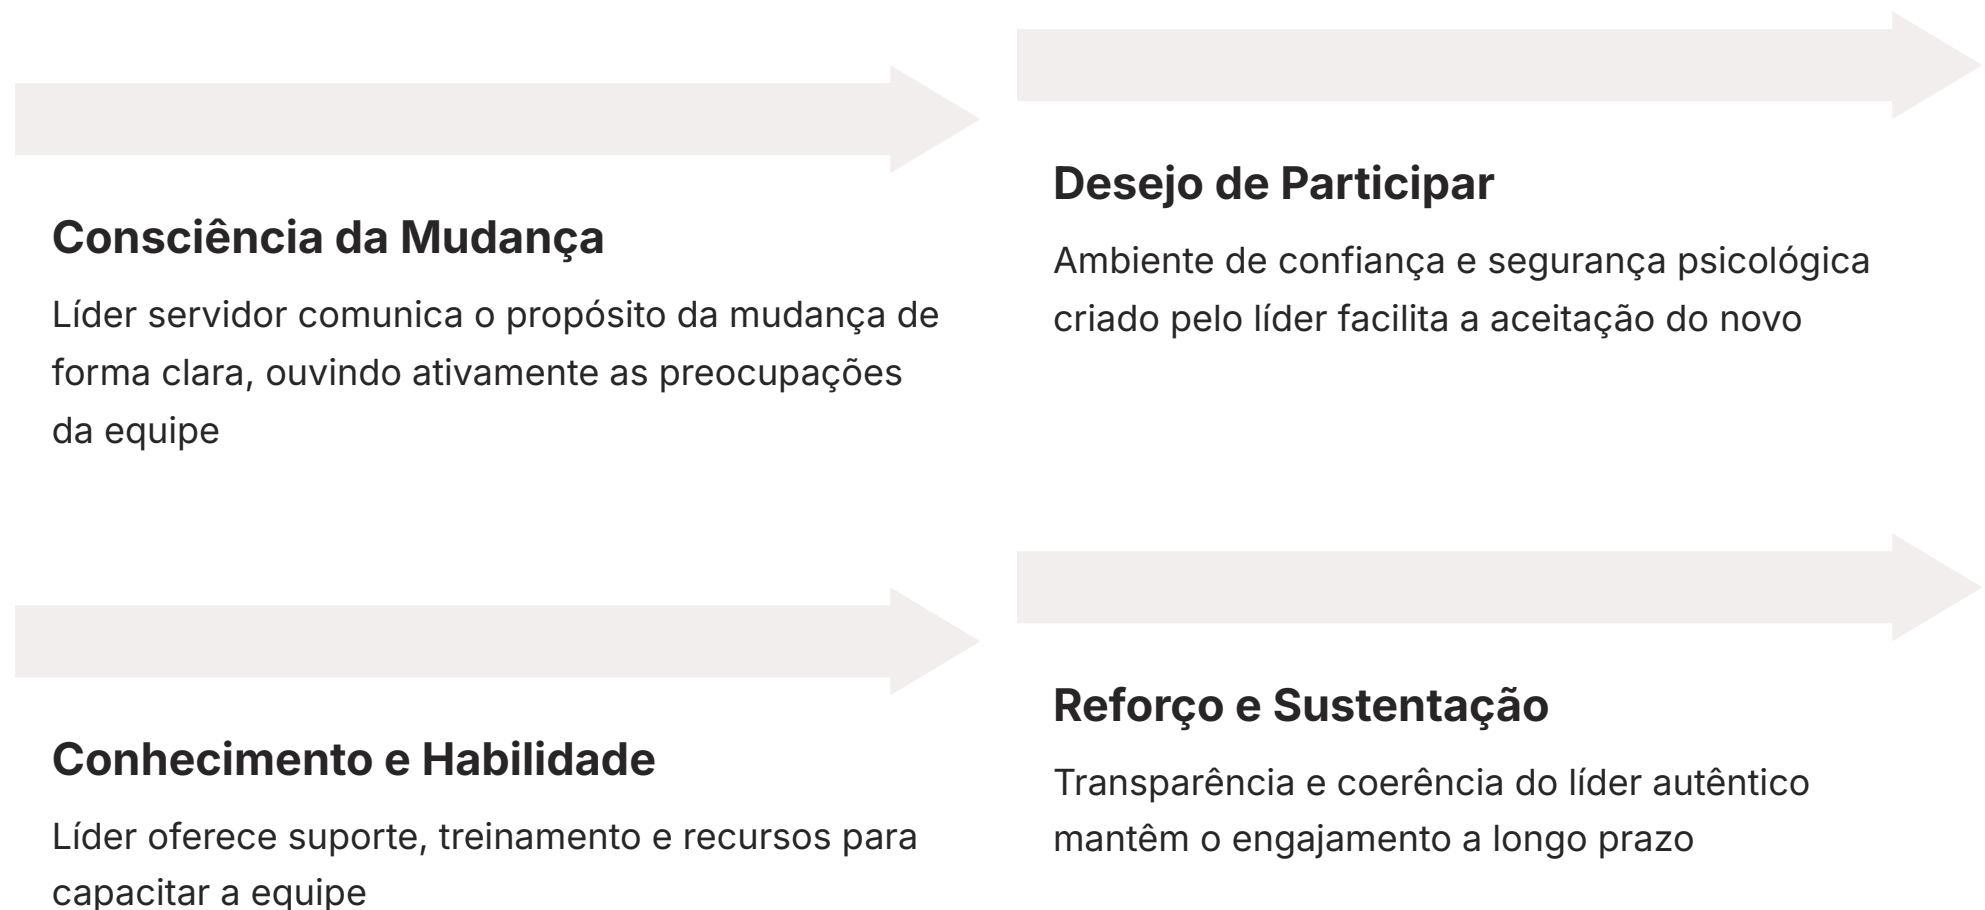 Consciência da Mudança
Líder servidor comunica o propósito da mudança de
forma clara, ouvindo ativamente as preocupações
da equipe
Desejo de Participar
Ambiente de confiança e segurança psicológica
criado pelo líder facilita a aceitação do novo
Conhecimento e Habilidade
Líder oferece suporte, treinamento e recursos para
capacitar a equipe
Reforço e Sustentação
Transparência e coerência do líder autêntico
mantêm o engajamento a longo prazo